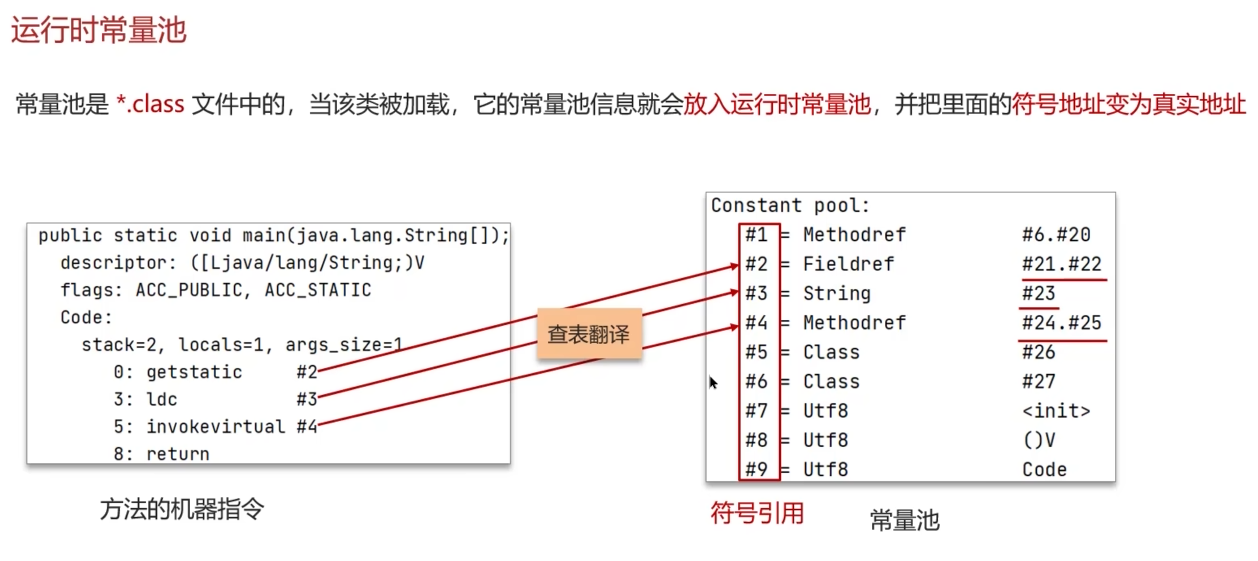 运行时常量池
常量池是 *.class 文件中的，当该类被加载，它的常量池信息就会放入运行时常量池，并把里面的符号地址变为真实地址
public static void main(java.lang.String[]);
descriptor: ([Ljava/lang/String;)V
flags: ACC_PUBLIC, ACC_STATIC
Code:
stack=2, locals=1, args_size=1
0: getstatic #2
3: ldc #3
5: invokevirtual #4
8: return
方法的机器指令
查表翻译
Constant pool:
#1 = Methodref #6.#20
#2 = Fieldref #21.#22
#3 = String #23
#4 = Methodref #24.#25
#5 = Class #26
#6 = Class #27
#7 = Utf8 <init>
#8 = Utf8 ()V
#9 = Utf8 Code
符号引用
常量池